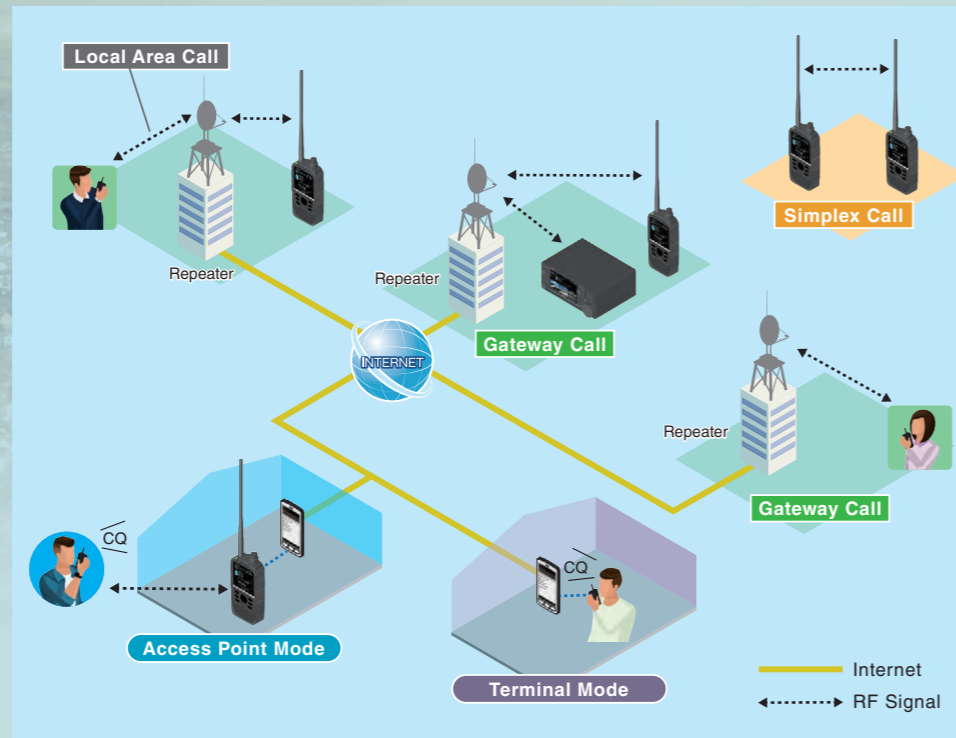 Local Area Call
Repeater
Repeater
Gateway Call
Simplex Call
INTERNET
Repeater
Gateway Call
CQ
Access Point Mode
CQ
Terminal Mode
Internet
RF Signal